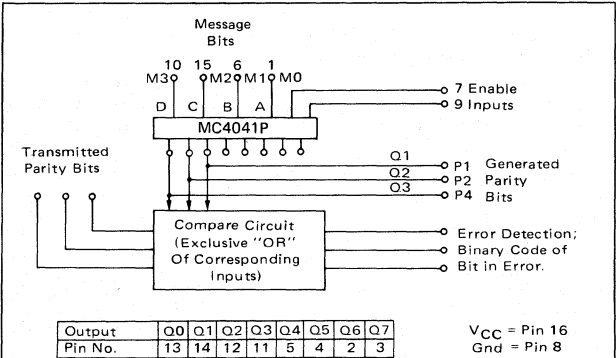 Message
Bits
10 15 6 1
M3 M2 M1 M0
7 Enable
9 Inputs
D C B A
MC4041P
Transmitted
Parity Bits
Q1
Q2
Q3
P1 Generated
P2 Parity
P4 Bits
Compare Circuit
(Exclusive "OR"
Of Corresponding
Inputs)
Error Detection;
Binary Code of
Bit in Error.
Output Q0 Q1 Q2 Q3 Q4 Q5 Q6 Q7
Pin No. 13 14 12 11 5 4 2 3
VCC = Pin 16
Gnd = Pin 8